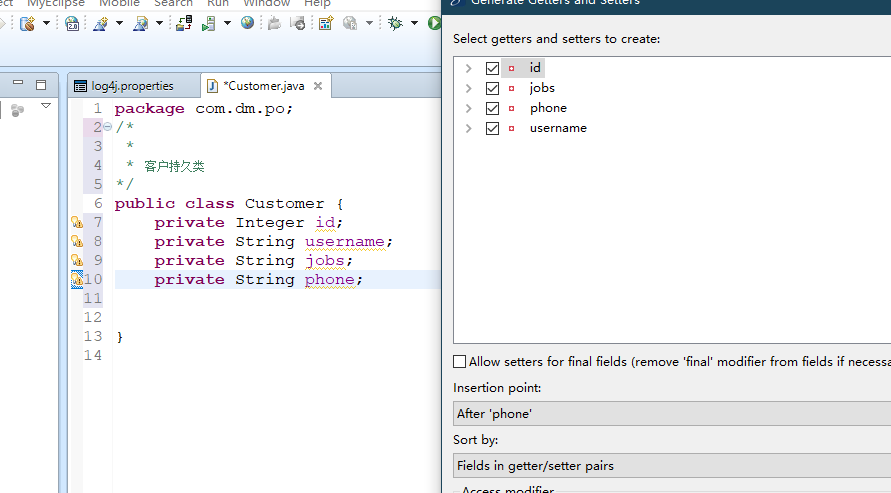 MyEclipse Mobile Search Run Window Help
log4j.properties
*Customer.java
1 package com.dm.po;
2 /*
3 *
4 * 客户持久类
5 */
6 public class Customer {
7 private Integer id;
8 private String username;
9 private String jobs;
10 private String phone;
11
12
13 }
14
Generate Getters and Setters
Select getters and setters to create:
id
jobs
phone
username
Allow setters for final fields (remove 'final' modifier from fields if necessa
Insertion point:
After 'phone'
Sort by:
Fields in getter/setter pairs
Access modifier